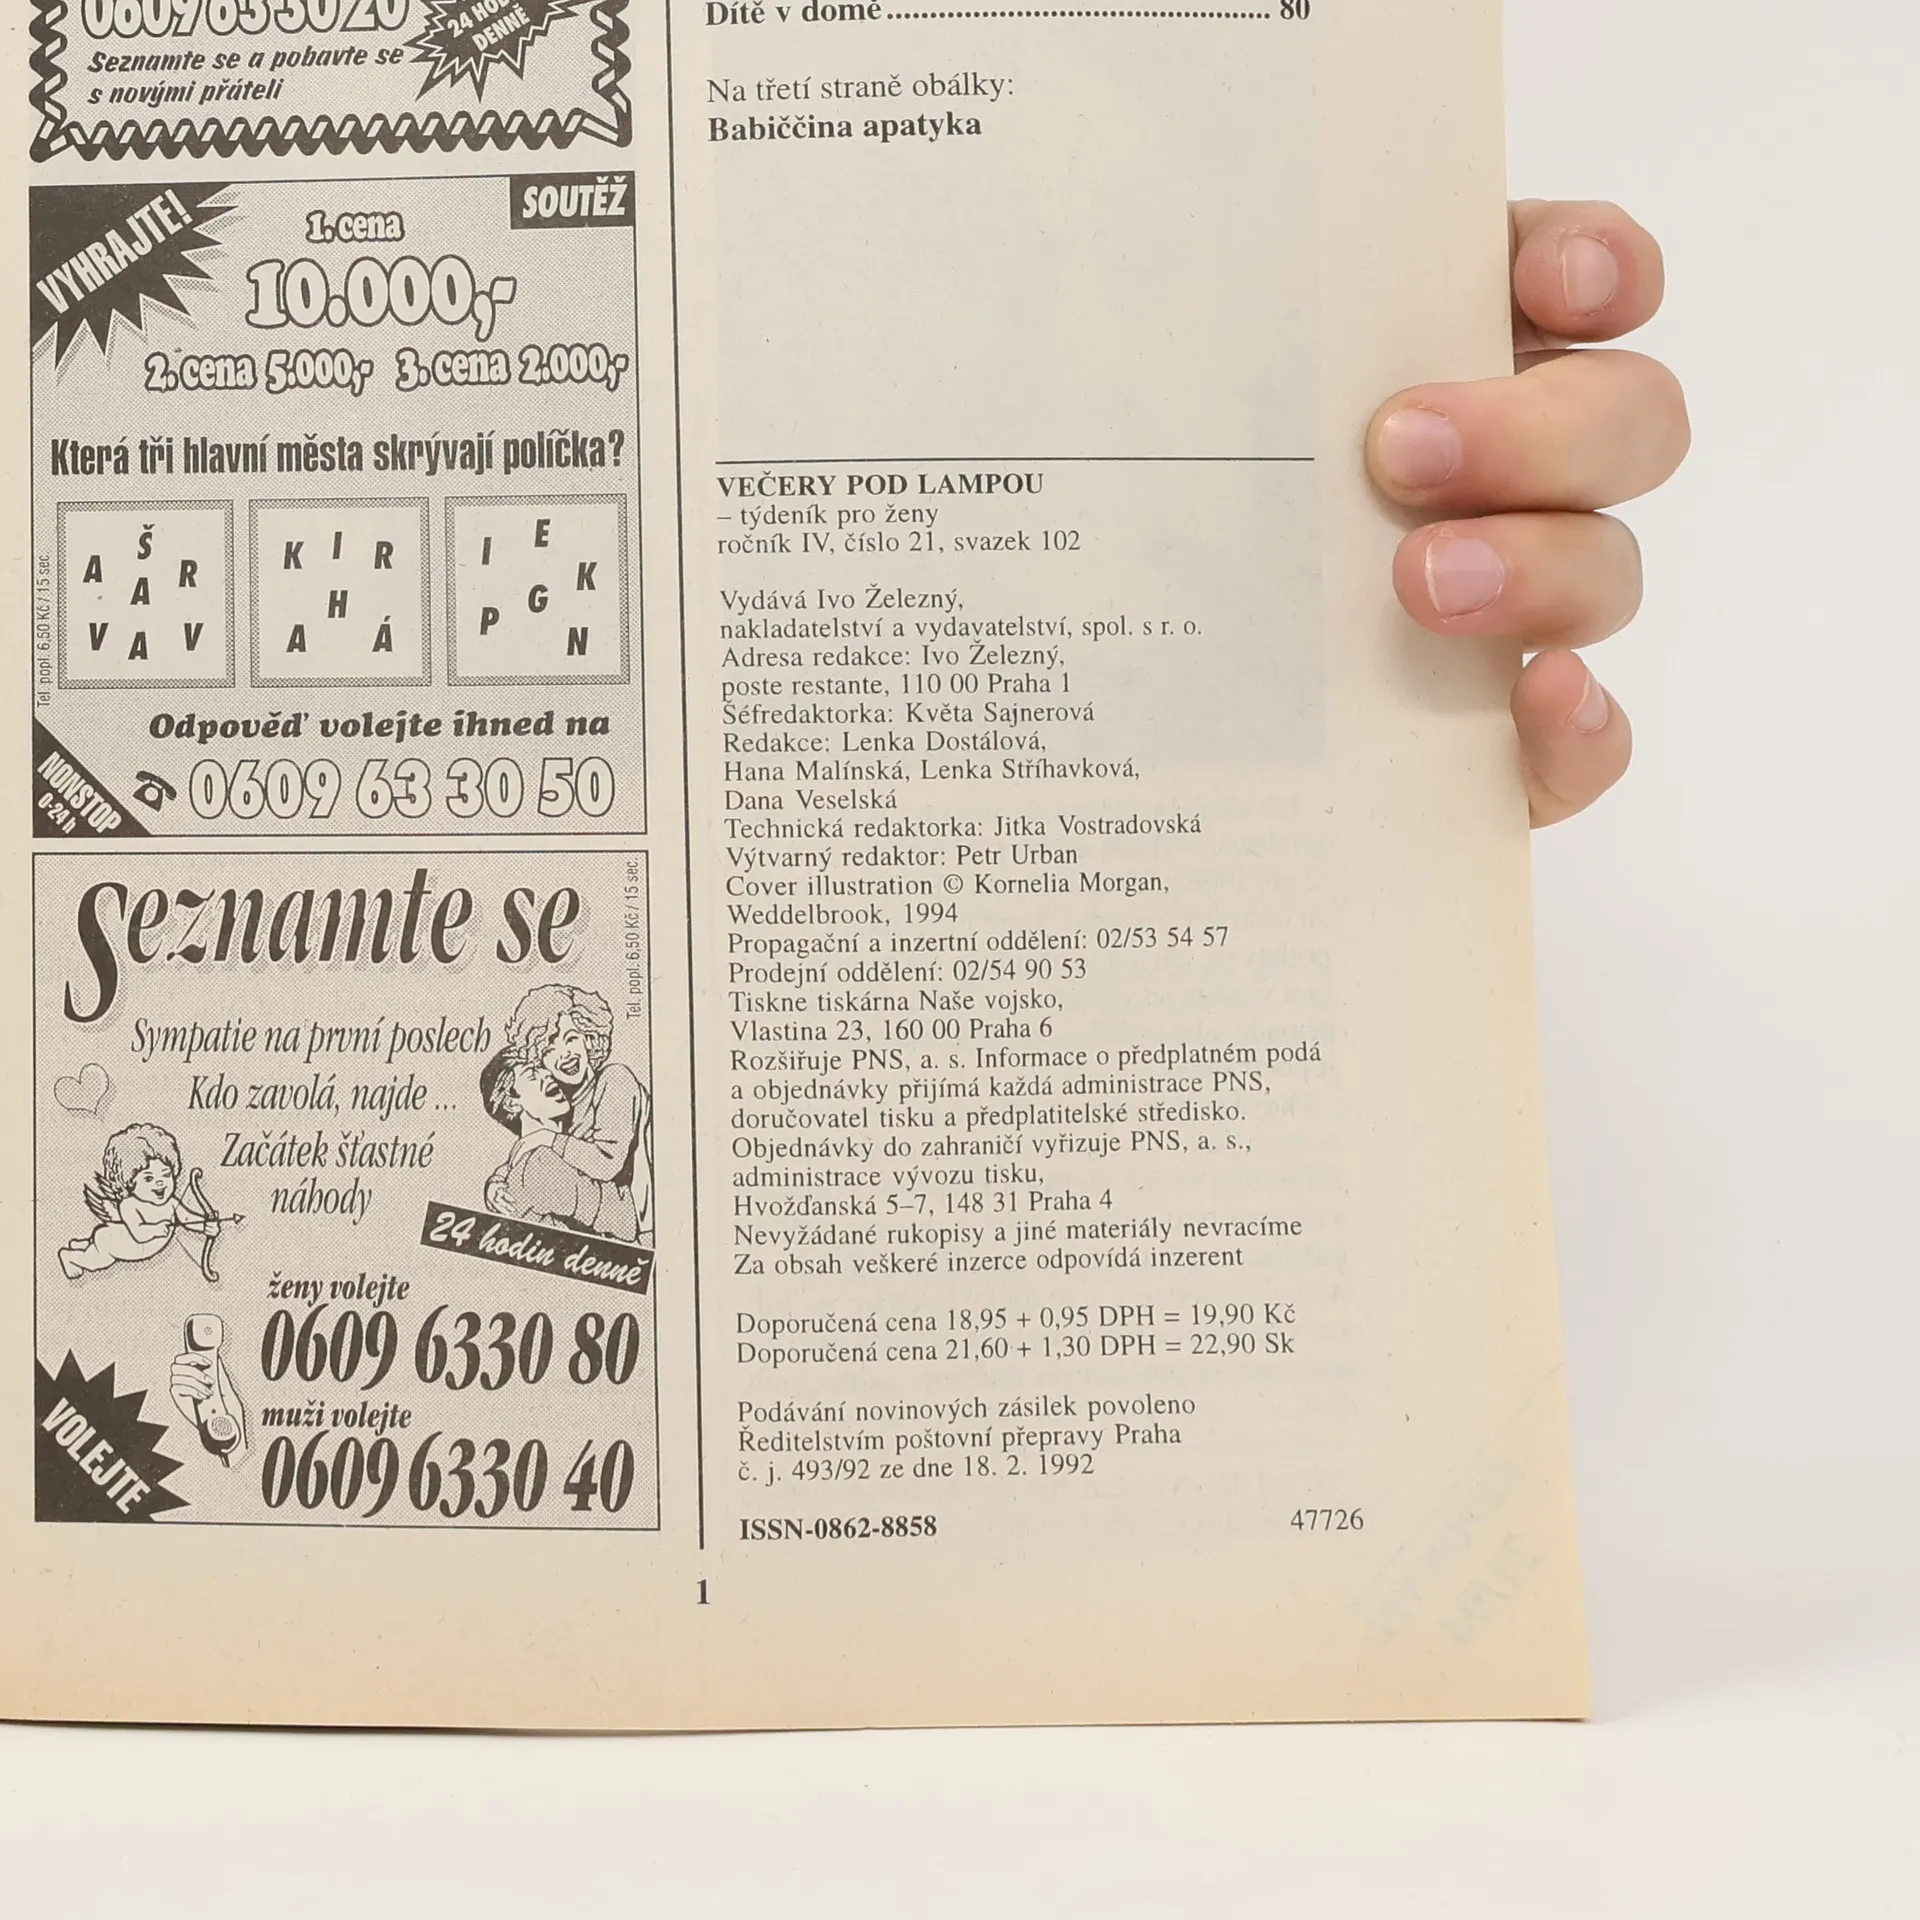 0609 63 30 20
24 HOD
DENNĚ
Seznamte se a pobavte se
s novými přáteli
VYHRAJTE!
SOUTĚŽ
1. cena
10.000,-
2. cena 5.000,- 3. cena 2.000,-
Která tři hlavní města skrývají políčka?
Š
A R
A
V A V
K I R
H
A Á
I E
K
G
P N
Tel. popl. 6,50 Kč / 15 sec.
Odpověď volejte ihned na
0609 63 30 50
NONSTOP
0-24 h
Seznamte se
Tel. popl. 6,50 Kč / 15 sec.
Sympatie na první poslech
Kdo zavolá, najde ...
Začátek šťastné
náhody
24 hodin denně
ženy volejte
0609 6330 80
muži volejte
0609 6330 40
VOLEJTE
Dítě v domě........................................ 80
Na třetí straně obálky:
Babiččina apatyka
VEČERY POD LAMPOU
– týdeník pro ženy
ročník IV, číslo 21, svazek 102
Vydává Ivo Železný,
nakladatelství a vydavatelství, spol. s r. o.
Adresa redakce: Ivo Železný,
poste restante, 110 00 Praha 1
Šéfredaktorka: Květa Sajnerová
Redakce: Lenka Dostálová,
Hana Malínská, Lenka Stříhavková,
Dana Veselská
Technická redaktorka: Jitka Vostradovská
Výtvarný redaktor: Petr Urban
Cover illustration © Kornelia Morgan,
Weddelbrook, 1994
Propagační a inzertní oddělení: 02/53 54 57
Prodejní oddělení: 02/54 90 53
Tiskne tiskárna Naše vojsko,
Vlastina 23, 160 00 Praha 6
Rozšiřuje PNS, a. s. Informace o předplatném podá
a objednávky přijímá každá administrace PNS,
doručovatel tisku a předplatitelské středisko.
Objednávky do zahraničí vyřizuje PNS, a. s.,
administrace vývozu tisku,
Hvožďanská 5–7, 148 31 Praha 4
Nevyžádané rukopisy a jiné materiály nevracíme
Za obsah veškeré inzerce odpovídá inzerent
Doporučená cena 18,95 + 0,95 DPH = 19,90 Kč
Doporučená cena 21,60 + 1,30 DPH = 22,90 Sk
Podávání novinových zásilek povoleno
Ředitelstvím poštovní přepravy Praha
č. j. 493/92 ze dne 18. 2. 1992
ISSN-0862-8858 47726
1